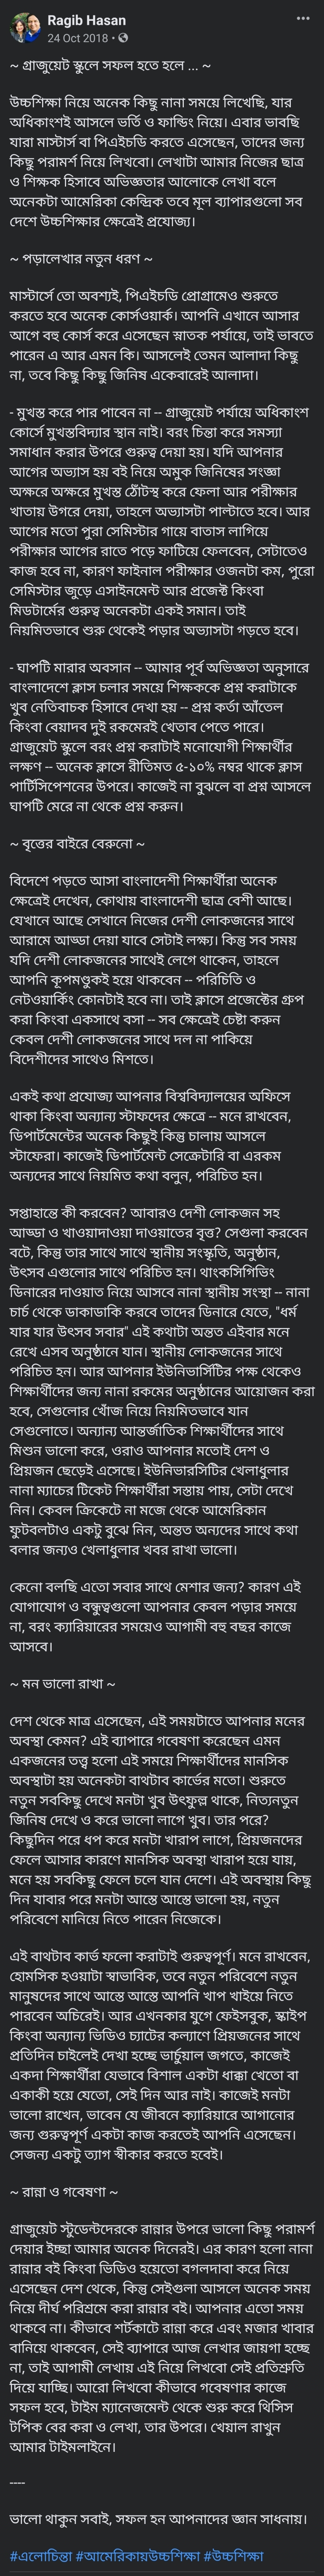 Ragib Hasan
24 Oct 2018 ·
~ গ্রাজুয়েট স্কুলে সফল হতে হলে ... ~
উচ্চশিক্ষা নিয়ে অনেক কিছু নানা সময়ে লিখেছি, যার
অধিকাংশই আসলে ভর্তি ও ফান্ডিং নিয়ে। এবার ভাবছি
যারা মাস্টার্স বা পিএইচডি করতে এসেছেন, তাদের জন্য
কিছু পরামর্শ নিয়ে লিখবো। লেখাটা আমার নিজের ছাত্র
ও শিক্ষক হিসাবে অভিজ্ঞতার আলোকে লেখা বলে
অনেকটা আমেরিকা কেন্দ্রিক তবে মূল ব্যাপারগুলো সব
দেশে উচ্চশিক্ষার ক্ষেত্রেই প্রযোজ্য।
~ পড়ালেখার নতুন ধরণ ~
মাস্টার্সে তো অবশ্যই, পিএইচডি প্রোগ্রামেও শুরুতে
করতে হবে অনেক কোর্সওয়ার্ক। আপনি এখানে আসার
আগে বহু কোর্স করে এসেছেন স্নাতক পর্যায়ে, তাই ভাবতে
পারেন এ আর এমন কি। আসলেই তেমন আলাদা কিছু
না, তবে কিছু কিছু জিনিষ একেবারেই আলাদা।
- মুখস্ত করে পার পাবেন না -- গ্রাজুয়েট পর্যায়ে অধিকাংশ
কোর্সে মুখস্তবিদ্যার স্থান নাই। বরং চিন্তা করে সমস্যা
সমাধান করার উপরে গুরুত্ব দেয়া হয়। যদি আপনার
আগের অভ্যাস হয় বই নিয়ে অমুক জিনিষের সংজ্ঞা
অক্ষরে অক্ষরে মুখস্ত ঠোঁটস্থ করে ফেলা আর পরীক্ষার
খাতায় উগরে দেয়া, তাহলে অভ্যাসটা পাল্টাতে হবে। আর
আগের মতো পুরা সেমিস্টার গায়ে বাতাস লাগিয়ে
পরীক্ষার আগের রাতে পড়ে ফাটিয়ে ফেলবেন, সেটাতেও
কাজ হবে না, কারণ ফাইনাল পরীক্ষার ওজনটা কম, পুরো
সেমিস্টার জুড়ে এসাইনমেন্ট আর প্রজেক্ট কিংবা
মিডটার্মের গুরুত্ব অনেকটা একই সমান। তাই
নিয়মিতভাবে শুরু থেকেই পড়ার অভ্যাসটা গড়তে হবে।
- ঘাপটি মারার অবসান -- আমার পূর্ব অভিজ্ঞতা অনুসারে
বাংলাদেশে ক্লাস চলার সময়ে শিক্ষককে প্রশ্ন করাটাকে
খুব নেতিবাচক হিসাবে দেখা হয় -- প্রশ্ন কর্তা আঁতেল
কিংবা বেয়াদব দুই রকমেরই খেতাব পেতে পারে।
গ্রাজুয়েট স্কুলে বরং প্রশ্ন করাটাই মনোযোগী শিক্ষার্থীর
লক্ষণ -- অনেক ক্লাসে রীতিমত ৫-১০% নম্বর থাকে ক্লাস
পার্টিসিপেশনের উপরে। কাজেই না বুঝলে বা প্রশ্ন আসলে
ঘাপটি মেরে না থেকে প্রশ্ন করুন।
~ বৃত্তের বাইরে বেরুনো ~
বিদেশে পড়তে আসা বাংলাদেশী শিক্ষার্থীরা অনেক
ক্ষেত্রেই দেখেন, কোথায় বাংলাদেশী ছাত্র বেশী আছে।
যেখানে আছে সেখানে নিজের দেশী লোকজনের সাথে
আরামে আড্ডা দেয়া যাবে সেটাই লক্ষ্য। কিন্তু সব সময়
যদি দেশী লোকজনের সাথেই লেগে থাকেন, তাহলে
আপনি কূপমণ্ডুকই হয়ে থাকবেন -- পরিচিতি ও
নেটওয়ার্কিং কোনটাই হবে না। তাই ক্লাসে প্রজেক্টের গ্রুপ
করা কিংবা একসাথে বসা -- সব ক্ষেত্রেই চেষ্টা করুন
কেবল দেশী লোকজনের সাথে দল না পাকিয়ে
বিদেশীদের সাথেও মিশতে।
একই কথা প্রযোজ্য আপনার বিশ্ববিদ্যালয়ের অফিসে
থাকা কিংবা অন্যান্য স্টাফদের ক্ষেত্রে -- মনে রাখবেন,
ডিপার্টমেন্টের অনেক কিছুই কিন্তু চালায় আসলে
স্টাফেরা। কাজেই ডিপার্টমেন্ট সেক্রেটারি বা এরকম
অন্যদের সাথে নিয়মিত কথা বলুন, পরিচিত হন।
সপ্তাহান্তে কী করবেন? আবারও দেশী লোকজন সহ
আড্ডা ও খাওয়াদাওয়া দাওয়াতের বৃত্ত? সেগুলা করবেন
বটে, কিন্তু তার সাথে সাথে স্থানীয় সংস্কৃতি, অনুষ্ঠান,
উৎসব এগুলোর সাথে পরিচিত হন। থ্যাংকসিগিভিং
ডিনারের দাওয়াত নিয়ে আসবে নানা স্থানীয় সংস্থা -- নানা
চার্চ থেকে ডাকাডাকি করবে তাদের ডিনারে যেতে, "ধর্ম
যার যার উৎসব সবার" এই কথাটা অন্তত এইবার মনে
রেখে এসব অনুষ্ঠানে যান। স্থানীয় লোকজনের সাথে
পরিচিত হন। আর আপনার ইউনিভার্সিটির পক্ষ থেকেও
শিক্ষার্থীদের জন্য নানা রকমের অনুষ্ঠানের আয়োজন করা
হবে, সেগুলোর খোঁজ নিয়ে নিয়মিতভাবে যান
সেগুলোতে। অন্যান্য আন্তর্জাতিক শিক্ষার্থীদের সাথে
মিশুন ভালো করে, ওরাও আপনার মতোই দেশ ও
প্রিয়জন ছেড়েই এসেছে। ইউনিভারসিটির খেলাধুলার
নানা ম্যাচের টিকেট শিক্ষার্থীরা সস্তায় পায়, সেটা দেখে
নিন। কেবল ক্রিকেটে না মজে থেকে আমেরিকান
ফুটবলটাও একটু বুঝে নিন, অন্তত অন্যদের সাথে কথা
বলার জন্যও খেলাধুলার খবর রাখা ভালো।
কেনো বলছি এতো সবার সাথে মেশার জন্য? কারণ এই
যোগাযোগ ও বন্ধুত্বগুলো আপনার কেবল পড়ার সময়ে
না, বরং ক্যারিয়ারের সময়েও আগামী বহু বছর কাজে
আসবে।
~ মন ভালো রাখা ~
দেশ থেকে মাত্র এসেছেন, এই সময়টাতে আপনার মনের
অবস্থা কেমন? এই ব্যাপারে গবেষণা করেছেন এমন
একজনের তত্ত্ব হলো এই সময়ে শিক্ষার্থীদের মানসিক
অবস্থাটা হয় অনেকটা বাথটাব কার্ভের মতো। শুরুতে
নতুন সবকিছু দেখে মনটা খুব উৎফুল্ল থাকে, নিত্যনতুন
জিনিষ দেখে ও করে ভালো লাগে খুব। তার পরে?
কিছুদিন পরে ধপ করে মনটা খারাপ লাগে, প্রিয়জনদের
ফেলে আসার কারণে মানসিক অবস্থা খারাপ হয়ে যায়,
মনে হয় সবকিছু ফেলে চলে যান দেশে। এই অবস্থায় কিছু
দিন যাবার পরে মনটা আস্তে আস্তে ভালো হয়, নতুন
পরিবেশে মানিয়ে নিতে পারেন নিজেকে।
এই বাথটাব কার্ভ ফলো করাটাই গুরুত্বপূর্ণ। মনে রাখবেন,
হোমসিক হওয়াটা স্বাভাবিক, তবে নতুন পরিবেশে নতুন
মানুষদের সাথে আস্তে আস্তে আপনি খাপ খাইয়ে নিতে
পারবেন অচিরেই। আর এখনকার যুগে ফেইসবুক, স্কাইপ
কিংবা অন্যান্য ভিডিও চ্যাটের কল্যাণে প্রিয়জনের সাথে
প্রতিদিন চাইলেই দেখা হচ্ছে ভার্চুয়াল জগতে, কাজেই
একদা শিক্ষার্থীরা যেভাবে বিশাল একটা ধাক্কা খেতো বা
একাকী হয়ে যেতো, সেই দিন আর নাই। কাজেই মনটা
ভালো রাখেন, ভাবেন যে জীবনে ক্যারিয়ারে আগানোর
জন্য গুরুত্বপূর্ণ একটা কাজ করতেই আপনি এসেছেন।
সেজন্য একটু ত্যাগ স্বীকার করতে হবেই।
~ রান্না ও গবেষণা ~
গ্রাজুয়েট স্টুডেন্টদেরকে রান্নার উপরে ভালো কিছু পরামর্শ
দেয়ার ইচ্ছা আমার অনেক দিনেরই। এর কারণ হলো নানা
রান্নার বই কিংবা ভিডিও হয়েতো বগলদাবা করে নিয়ে
এসেছেন দেশ থেকে, কিন্তু সেইগুলা আসলে অনেক সময়
নিয়ে দীর্ঘ পরিশ্রমে করা রান্নার বই। আপনার এতো সময়
থাকবে না। কীভাবে শর্টকাটে রান্না করে এবং মজার খাবার
বানিয়ে থাকবেন, সেই ব্যাপারে আজ লেখার জায়গা হচ্ছে
না, তাই আগামী লেখায় এই নিয়ে লিখবো সেই প্রতিশ্রুতি
দিয়ে যাচ্ছি। আরো লিখবো কীভাবে গবেষণার কাজে
সফল হবে, টাইম ম্যানেজমেন্ট থেকে শুরু করে থিসিস
টপিক বের করা ও লেখা, তার উপরে। খেয়াল রাখুন
আমার টাইমলাইনে।
----
ভালো থাকুন সবাই, সফল হন আপনাদের জ্ঞান সাধনায়।
#এলোচিন্তা #আমেরিকায়উচ্চশিক্ষা #উচ্চশিক্ষা